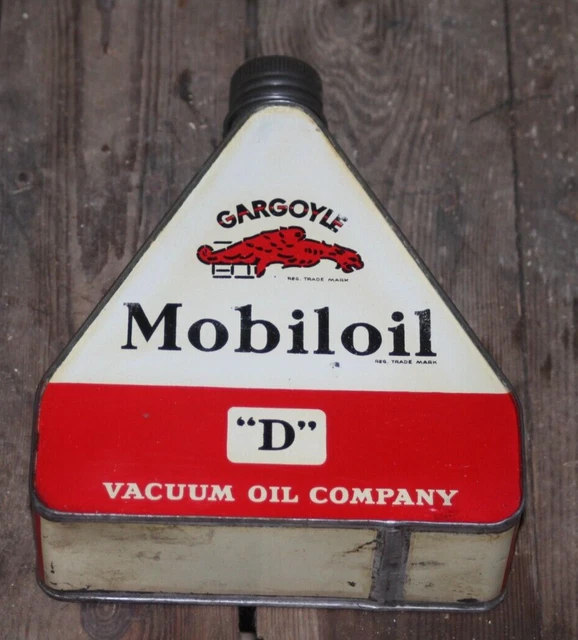 GARGOYLE
REG. TRADE MARK
Mobiloil
REG. TRADE MARK
"D"
VACUUM OIL COMPANY